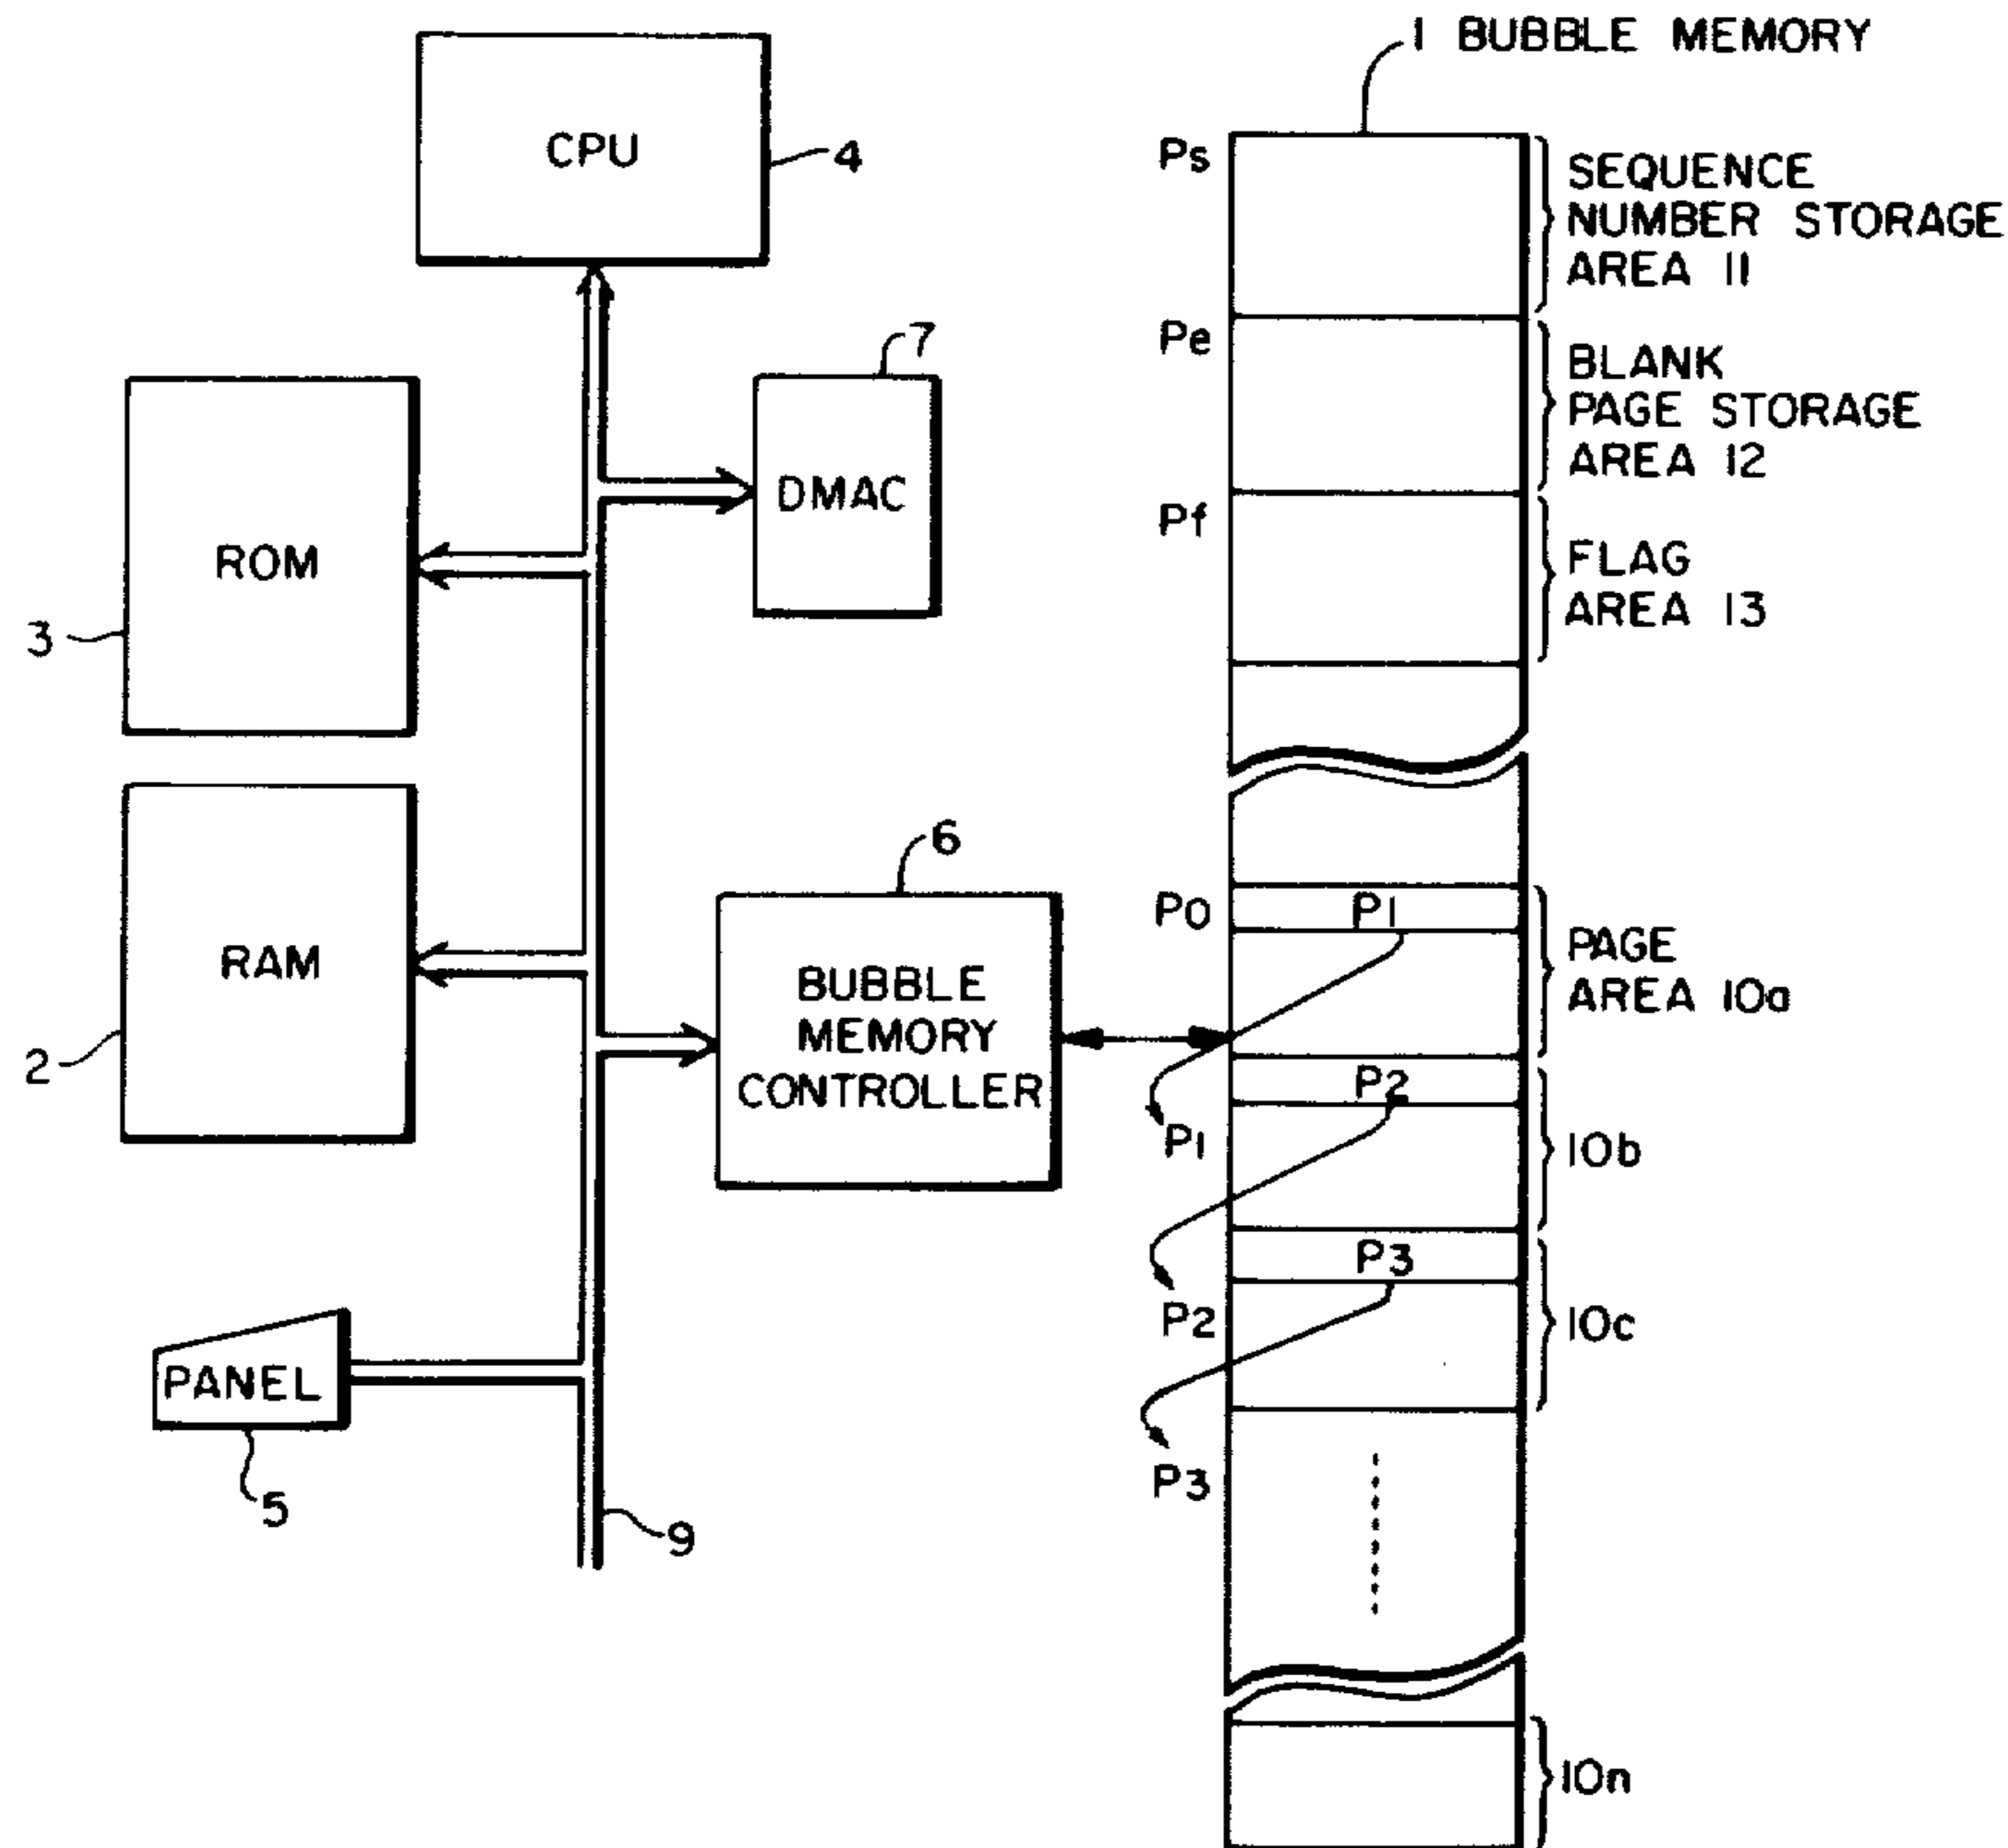 1 BUBBLE MEMORY
CPU
4
Ps
SEQUENCE
NUMBER STORAGE
AREA 11
7
Pe
BLANK
PAGE STORAGE
AREA 12
DMAC
ROM
3
Pf
FLAG
AREA 13
6
RAM
2
BUBBLE
MEMORY
CONTROLLER
P0
P1
PAGE
AREA 10a
P1
P2
10b
P2
P3
10c
P3
PANEL
5
9
10n